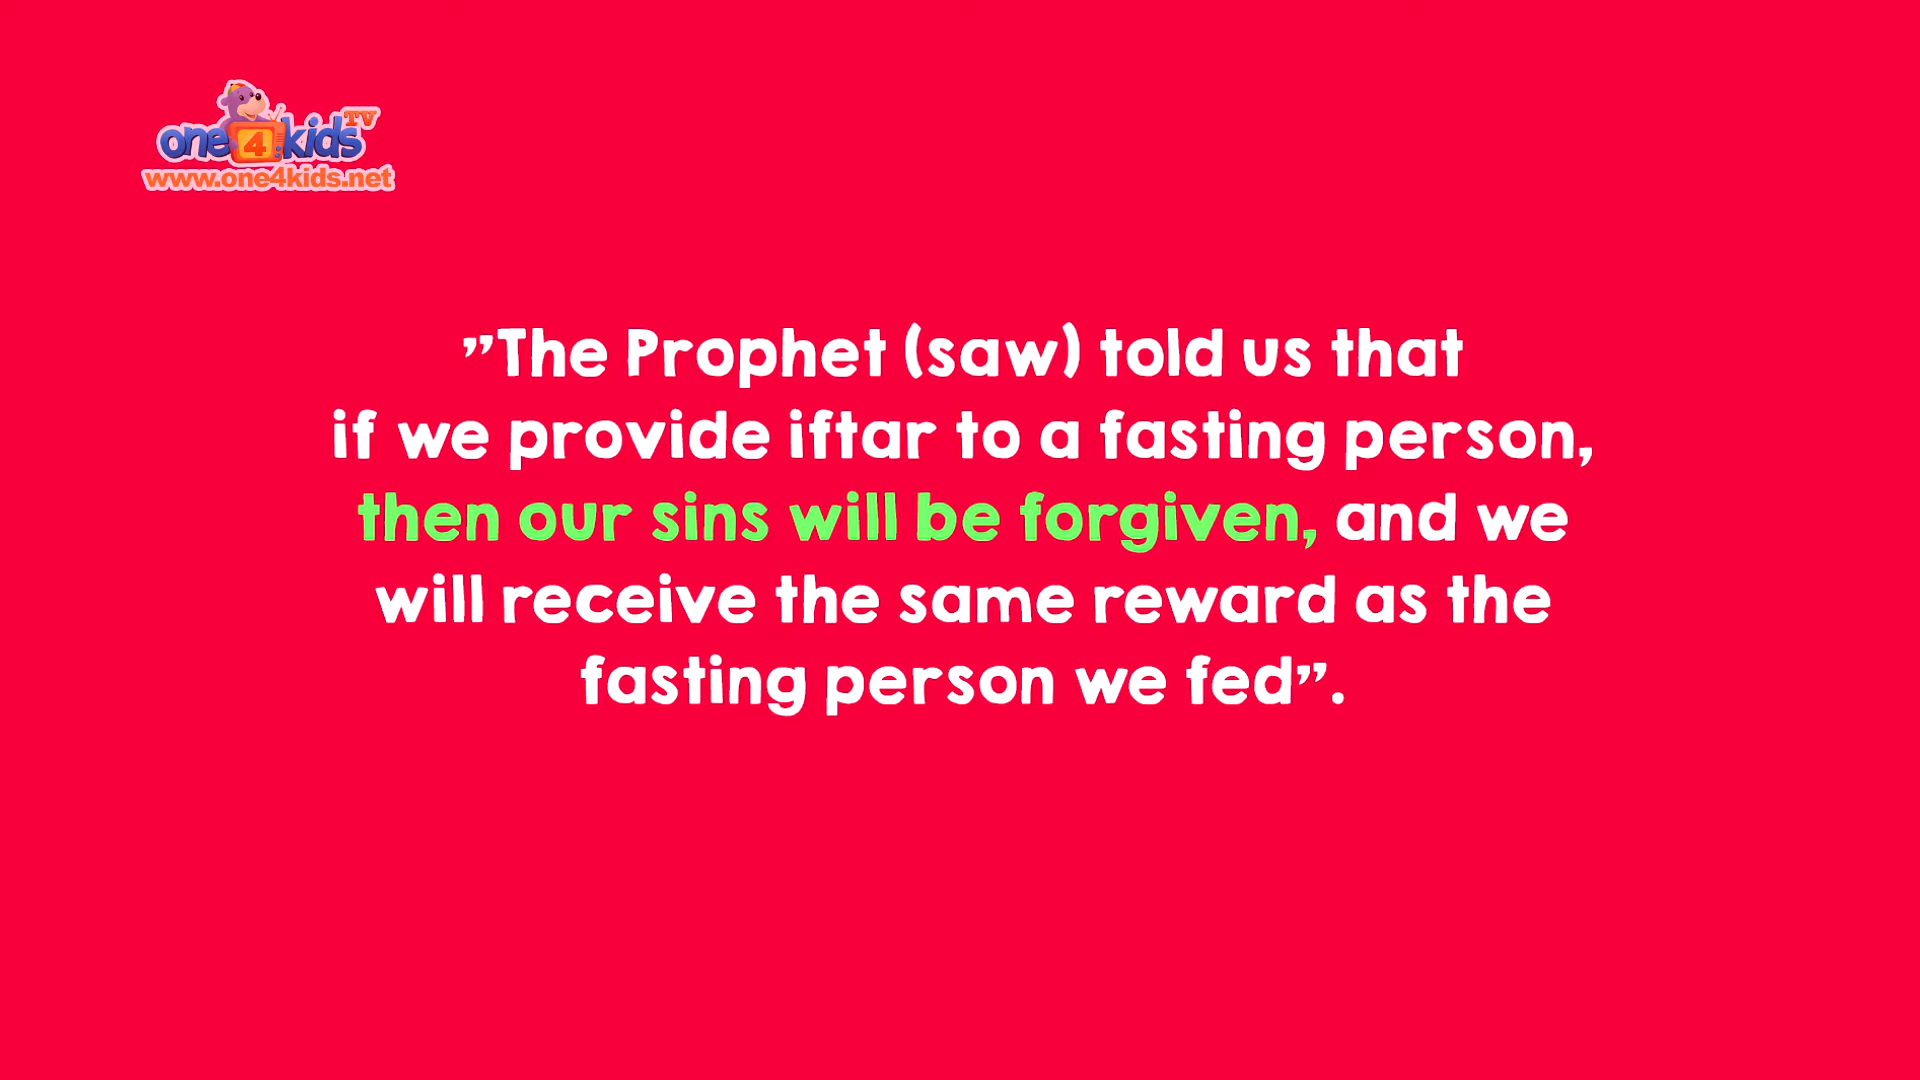 one4kids TV
www.one4kids.net
”The Prophet (saw) told us that
if we provide iftar to a fasting person,
then our sins will be forgiven, and we
will receive the same reward as the
fasting person we fed”.